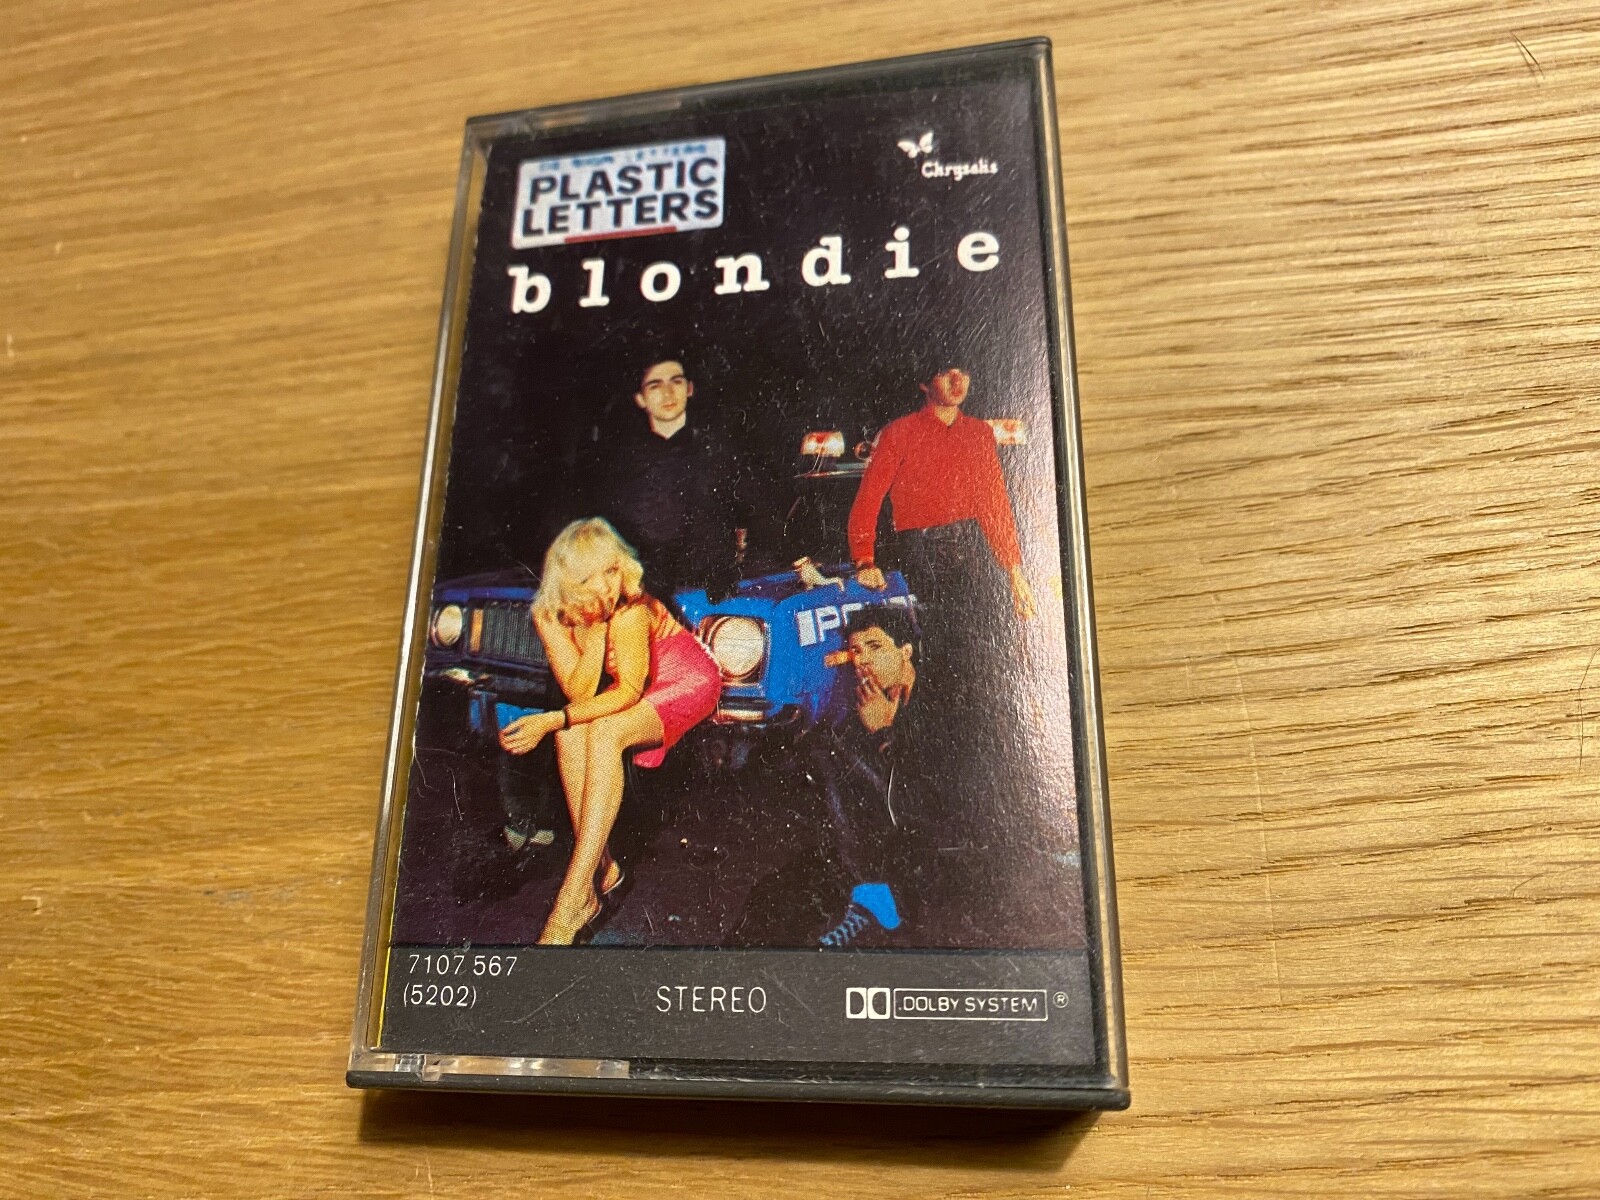 PLASTIC
LETTERS
Chrysalis
blondie
7107 567
(5202)
STEREO
DOLBY SYSTEM ®